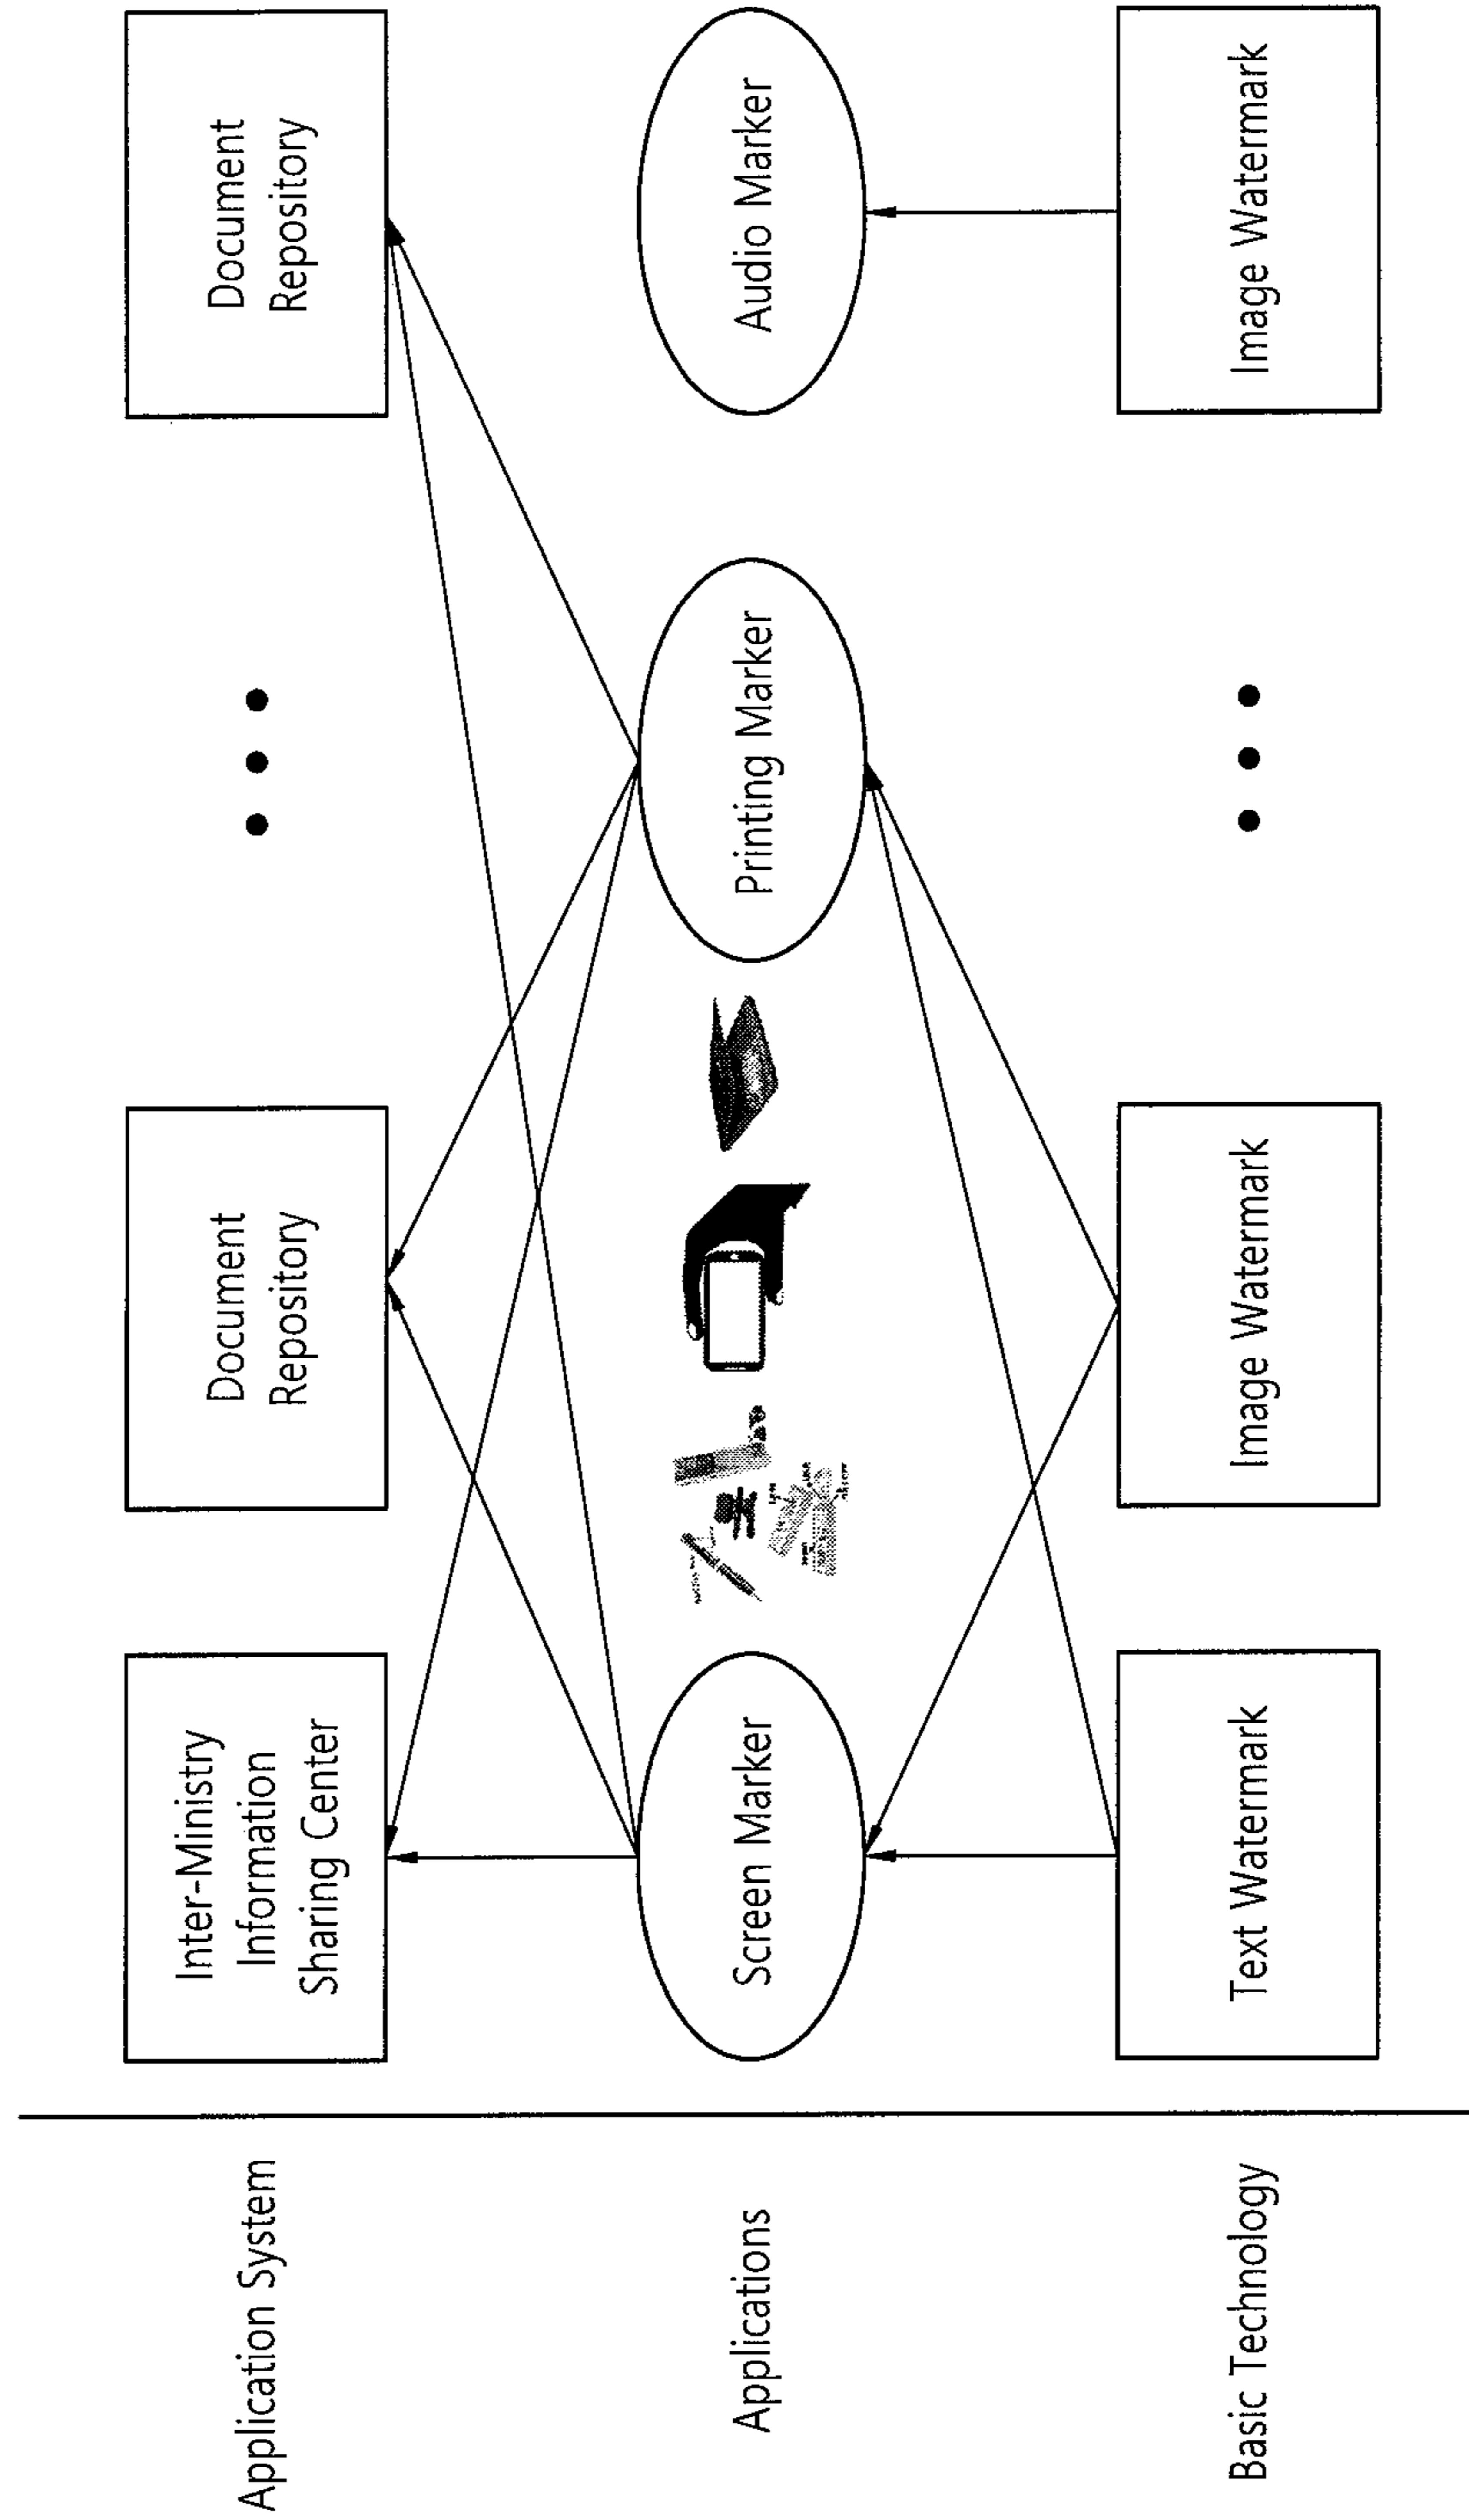 Application System
Inter-Ministry
Information
Sharing Center
Document
Repository
Document
Repository
Applications
Screen Marker
Printing Marker
Audio Marker
Basic Technology
Text Watermark
Image Watermark
Image Watermark